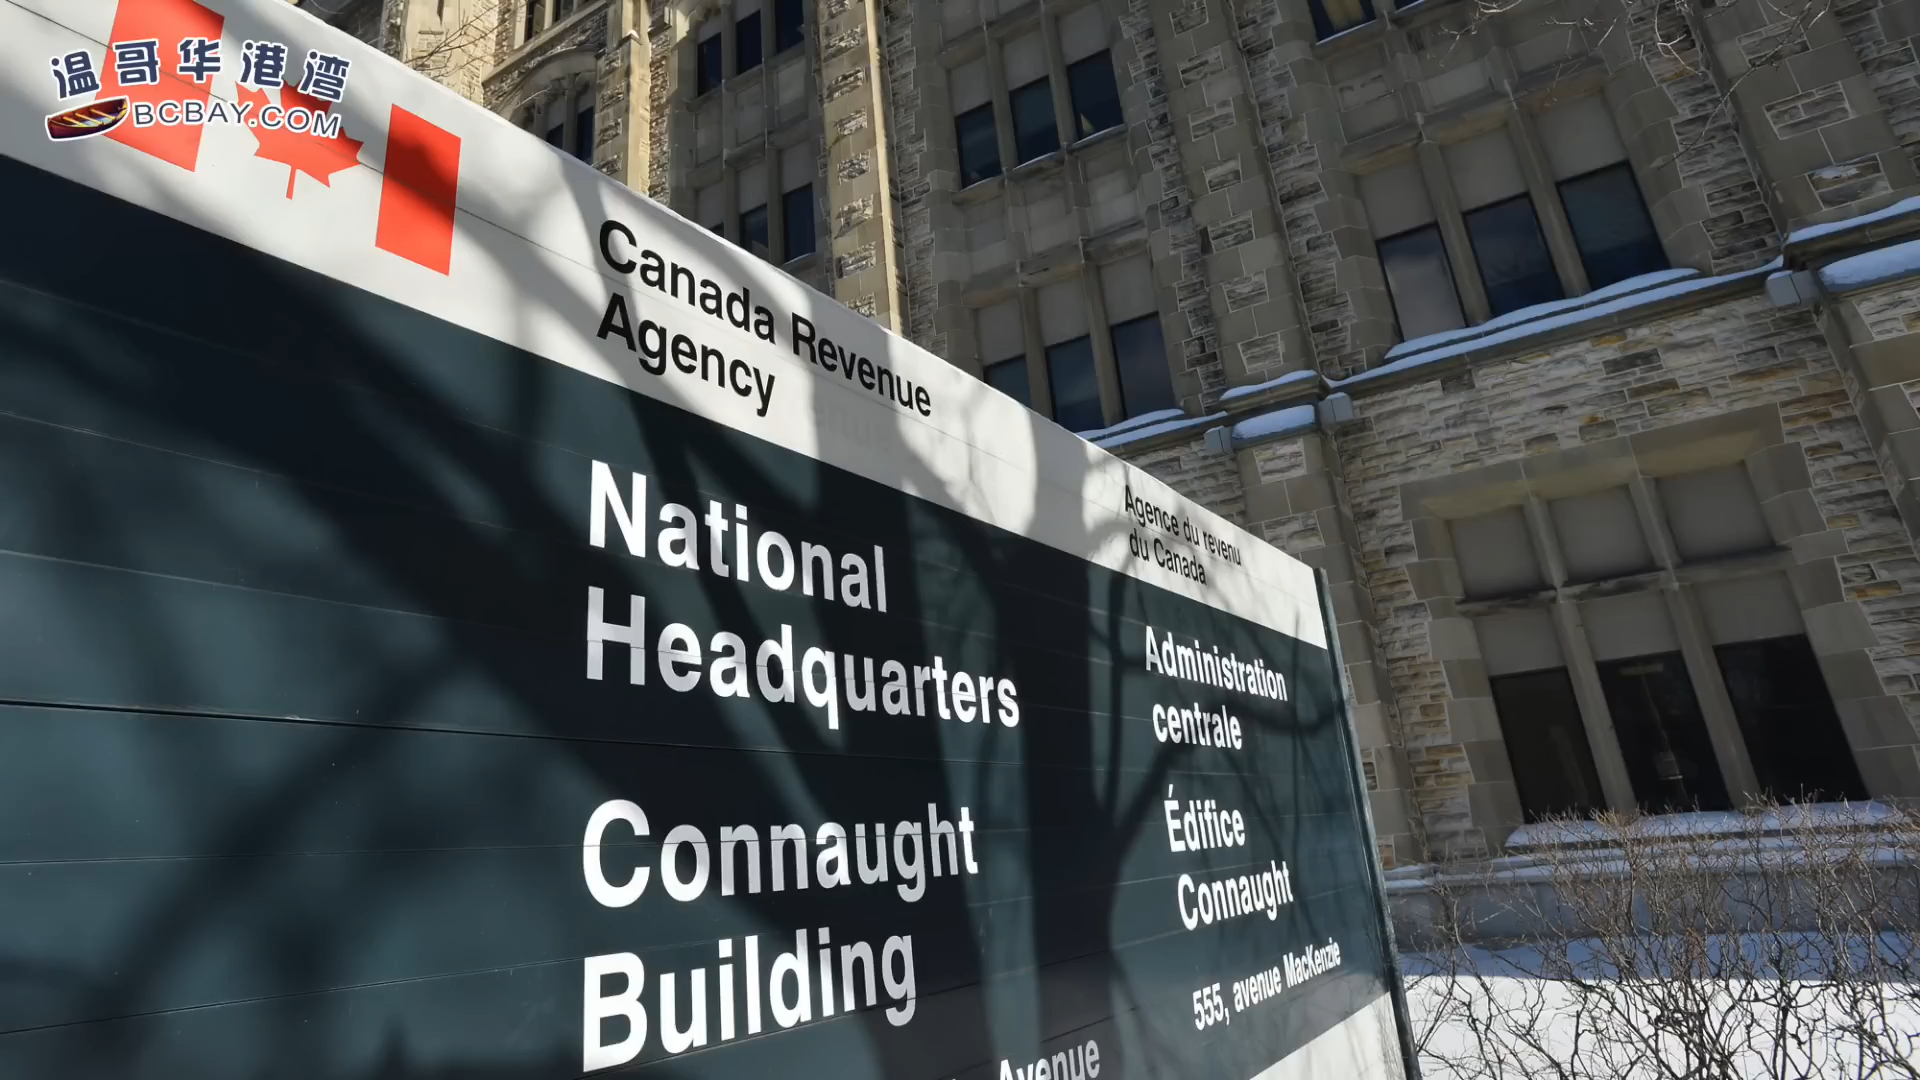 温哥华港湾
BCBAY.COM
Canada Revenue
Agency
Agence du revenu
du Canada
National
Headquarters
Administration
centrale
Connaught
Building
Édifice
Connaught
555, avenue MacKenzie
Avenue